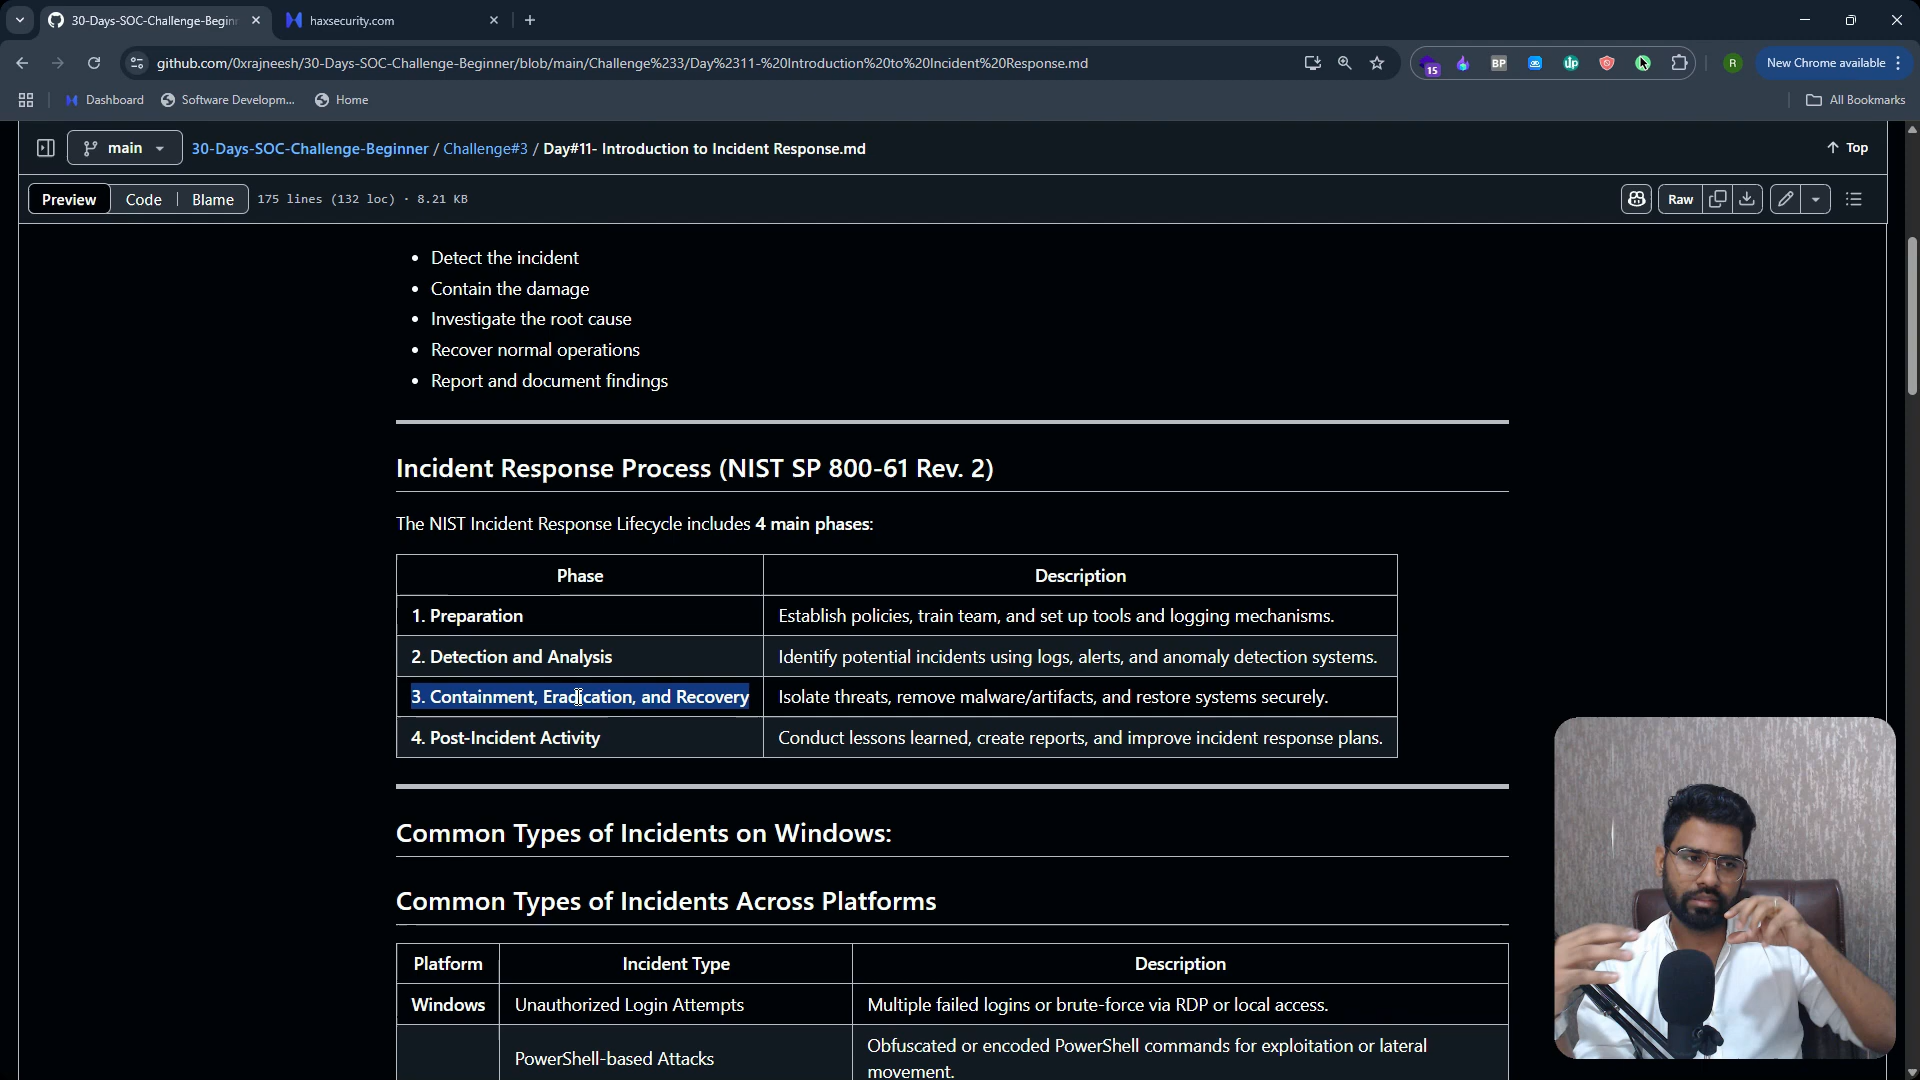 30-Days-SOC-Challenge-Begin
haxsecurity.com
github.com/0xrajneesh/30-Days-SOC-Challenge-Beginner/blob/main/Challenge%233/Day%2311-%20Introduction%20to%20Incident%20Response.md
15
BP
up
R
New Chrome available
Dashboard
Software Developm...
Home
All Bookmarks
main
30-Days-SOC-Challenge-Beginner / Challenge#3 / Day#11- Introduction to Incident Response.md
Top
Preview
Code
Blame
175 lines (132 loc) · 8.21 KB
Raw
• Detect the incident
• Contain the damage
• Investigate the root cause
• Recover normal operations
• Report and document findings
Incident Response Process (NIST SP 800-61 Rev. 2)
The NIST Incident Response Lifecycle includes 4 main phases:
Phase Description
1. Preparation Establish policies, train team, and set up tools and logging mechanisms.
2. Detection and Analysis Identify potential incidents using logs, alerts, and anomaly detection systems.
3. Containment, Eradication, and Recovery Isolate threats, remove malware/artifacts, and restore systems securely.
4. Post-Incident Activity Conduct lessons learned, create reports, and improve incident response plans.
Common Types of Incidents on Windows:
Common Types of Incidents Across Platforms
Platform Incident Type Description
Windows Unauthorized Login Attempts Multiple failed logins or brute-force via RDP or local access.
PowerShell-based Attacks Obfuscated or encoded PowerShell commands for exploitation or lateral
movement.